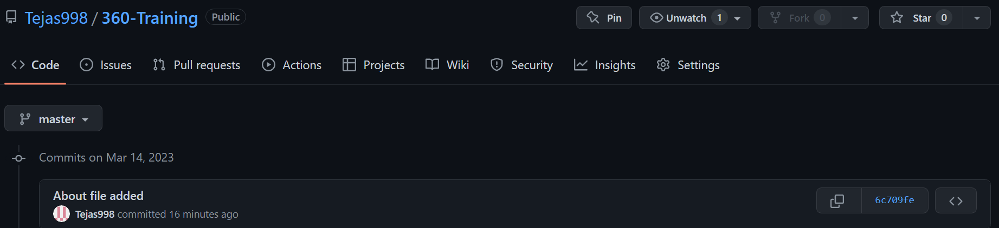 Tejas998 / 360-Training Public Pin Unwatch 1 Fork 0 Star 0
Code Issues Pull requests Actions Projects Wiki Security Insights Settings
master
Commits on Mar 14, 2023
About file added
6c709fe
Tejas998 committed 16 minutes ago